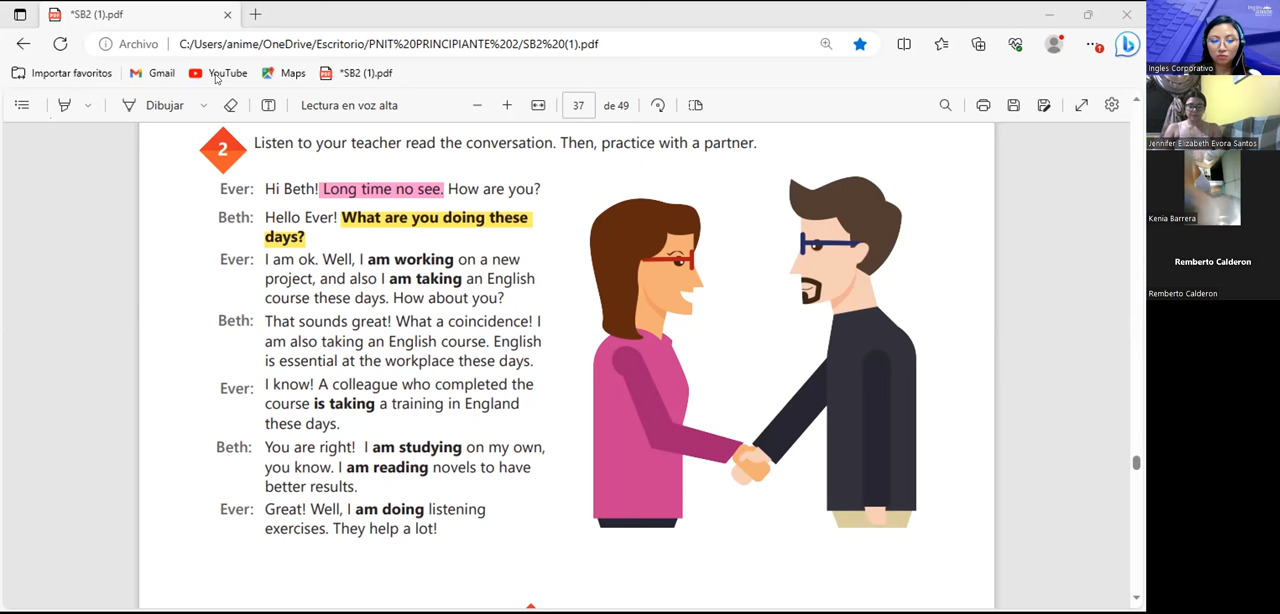 *SB2 (1).pdf
Archivo C:/Users/anime/OneDrive/Escritorio/PNIT%20PRINCIPIANTE%202/SB2%20(1).pdf
Importar favoritos Gmail YouTube Maps *SB2 (1).pdf
Dibujar Lectura en voz alta 37 de 49
2 Listen to your teacher read the conversation. Then, practice with a partner.
Ever: Hi Beth! Long time no see. How are you?
Beth: Hello Ever! What are you doing these
days?
Ever: I am ok. Well, I am working on a new
project, and also I am taking an English
course these days. How about you?
Beth: That sounds great! What a coincidence! I
am also taking an English course. English
is essential at the workplace these days.
Ever: I know! A colleague who completed the
course is taking a training in England
these days.
Beth: You are right! I am studying on my own,
you know. I am reading novels to have
better results.
Ever: Great! Well, I am doing listening
exercises. They help a lot!
Ingles Corporativo
Jennifer Elizabeth Evora Santos
Kenia Barrera
Remberto Calderon
Remberto Calderon